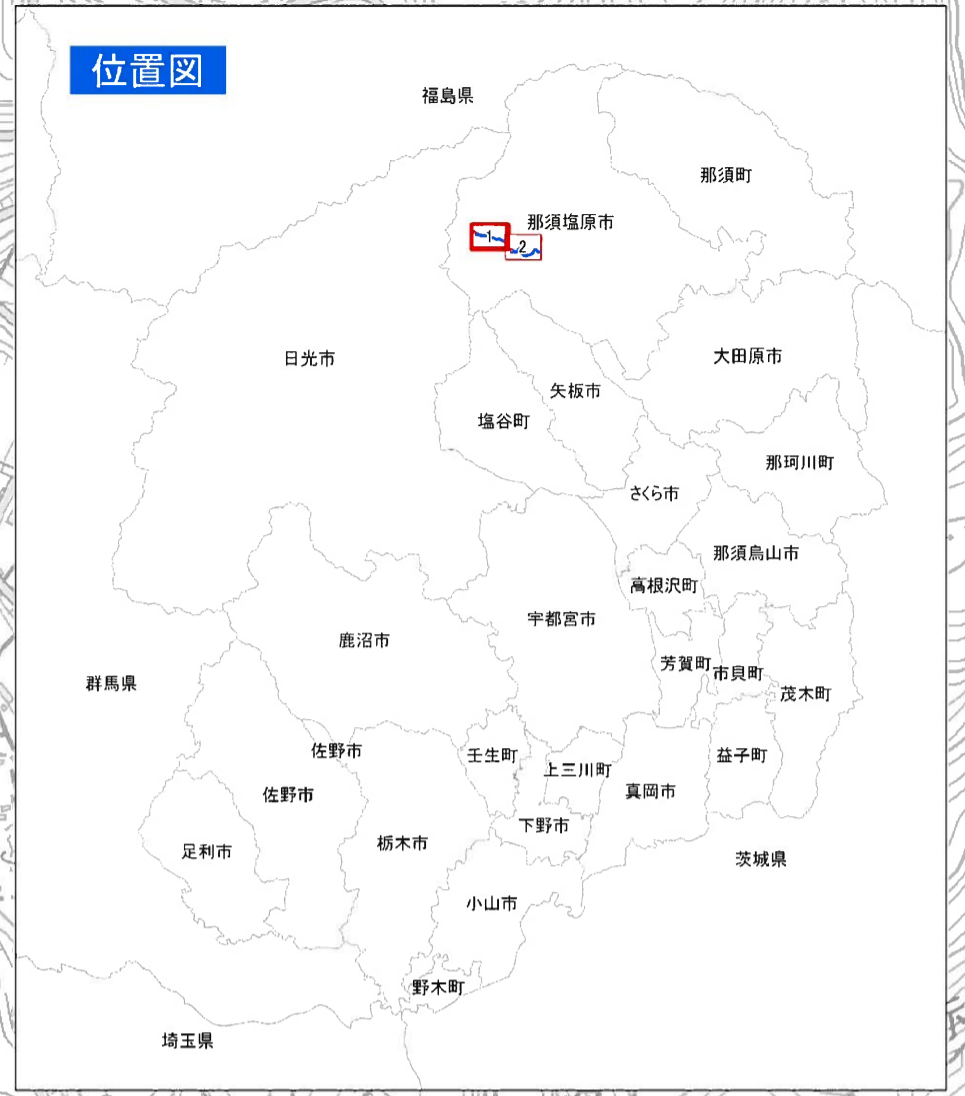 位置図
福島県
那須町
那須塩原市
1
2
日光市
大田原市
矢板市
塩谷町
那珂川町
さくら市
那須烏山市
高根沢町
宇都宮市
鹿沼市
芳賀町
市貝町
群馬県
茂木町
佐野市
壬生町
益子町
上三川町
真岡市
佐野市
下野市
栃木市
足利市
茨城県
小山市
野木町
埼玉県